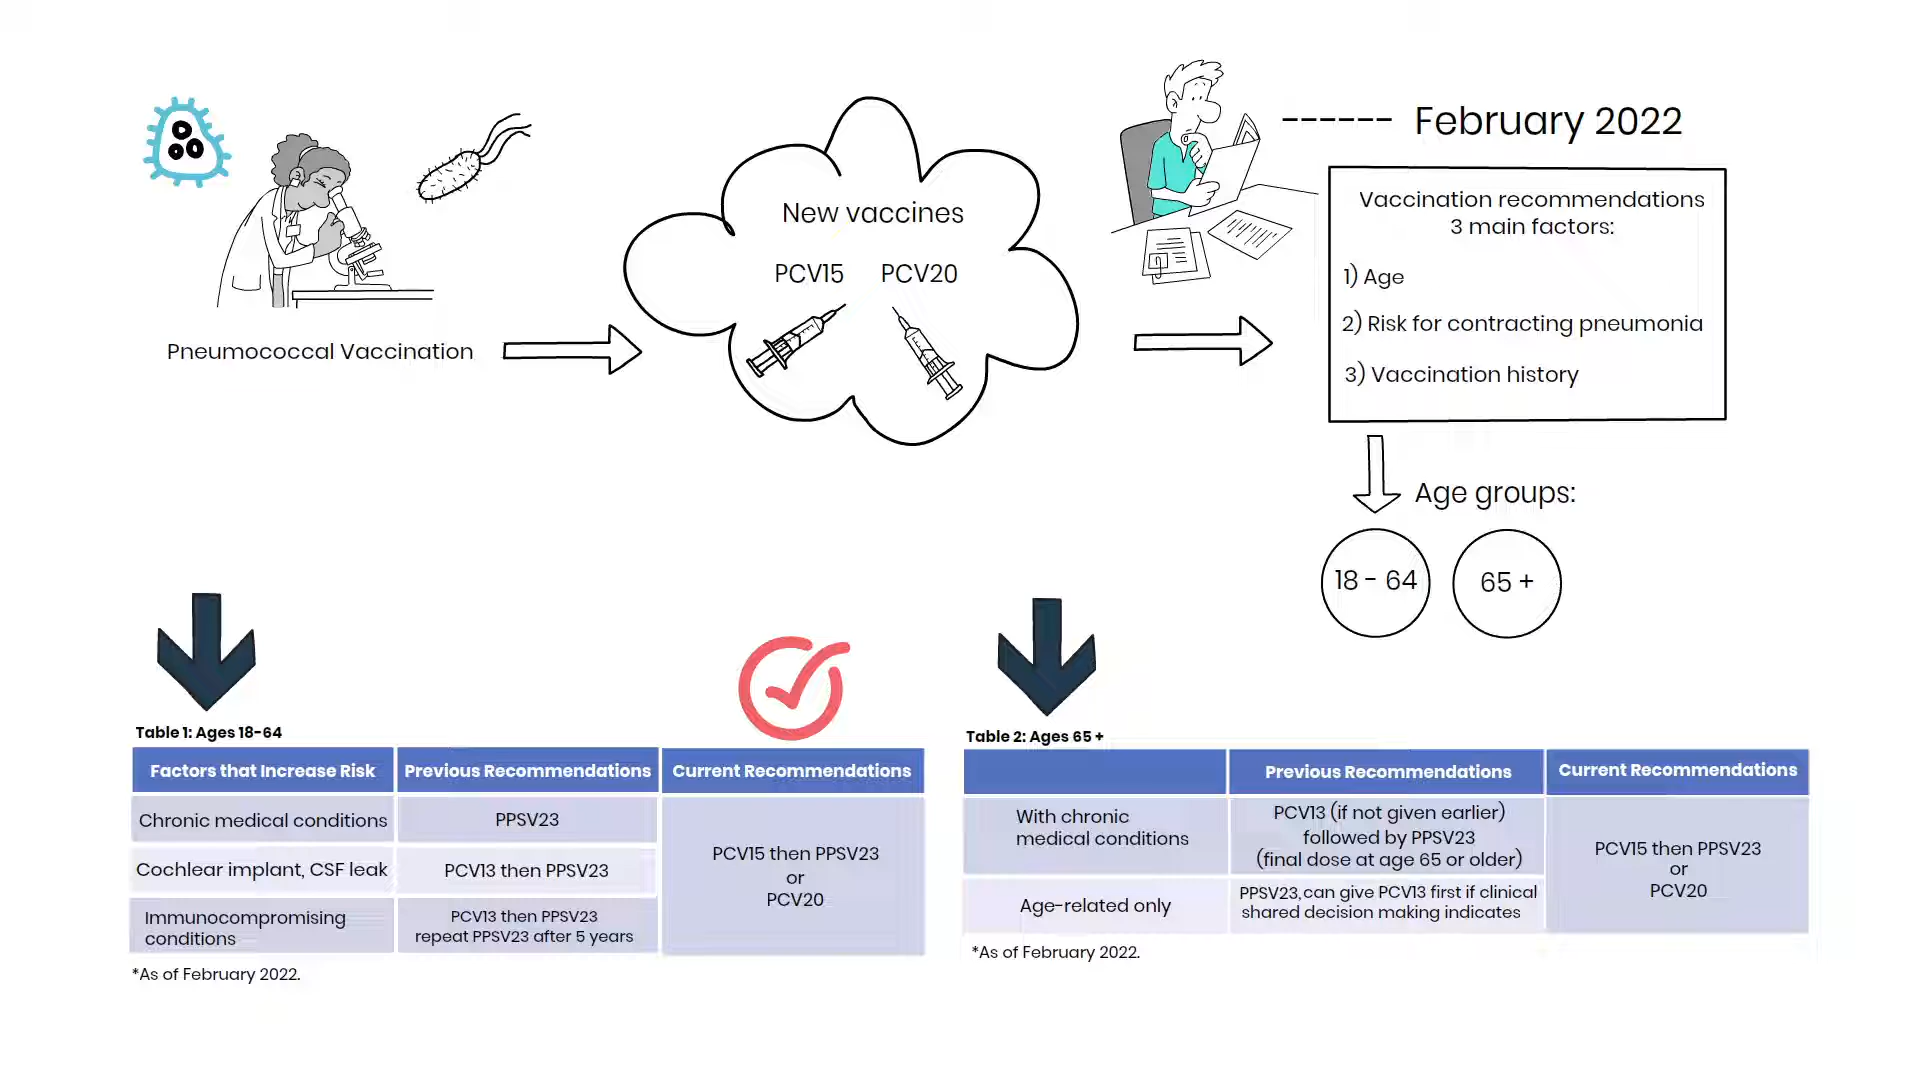 Pneumococcal Vaccination
New vaccines
PCV15 PCV20
------ February 2022
Vaccination recommendations
3 main factors:
1) Age
2) Risk for contracting pneumonia
3) Vaccination history
Age groups:
18 - 64
65 +
Table 1: Ages 18-64
Factors that Increase Risk
Previous Recommendations
Current Recommendations
Chronic medical conditions
PPSV23
Cochlear implant, CSF leak
PCV13 then PPSV23
Immunocompromising
conditions
PCV13 then PPSV23
repeat PPSV23 after 5 years
PCV15 then PPSV23
or
PCV20
*As of February 2022.
Table 2: Ages 65 +
Previous Recommendations
Current Recommendations
With chronic
medical conditions
PCV13 (if not given earlier)
followed by PPSV23
(final dose at age 65 or older)
Age-related only
PPSV23, can give PCV13 first if clinical
shared decision making indicates
PCV15 then PPSV23
or
PCV20
*As of February 2022.